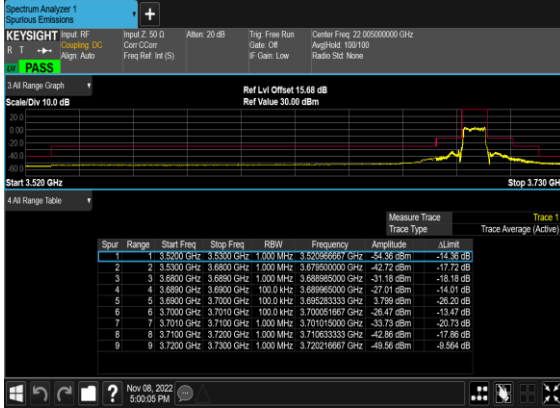 Spectrum Analyzer 1
Spurious Emissions
KEYSIGHT Input: RF Input Z: 50 Ω Atten: 20 dB Trig: Free Run Center Freq: 22.005000000 GHz
R T Coupling: DC Corr CCorr Gate: Off Avg|Hold: 100/100
Align: Auto Freq Ref: Int (S) IF Gain: Low Radio Std: None
PASS
3 All Range Graph
Ref Lvl Offset 15.68 dB
Scale/Div 10.0 dB Ref Value 30.00 dBm
20.0
0.00
-20.0
-40.0
-60.0
Start 3.520 GHz Stop 3.730 GH
4 All Range Table
Measure Trace Trace 1
Trace Type Trace Average (Active)
Spur Range Start Freq Stop Freq RBW Frequency Amplitude ΔLimit
1 1 3.5200 GHz 3.5300 GHz 1.000 MHz 3.520966667 GHz -54.36 dBm -14.36 dB
2 2 3.5300 GHz 3.6800 GHz 1.000 MHz 3.679500000 GHz -42.72 dBm -17.72 dB
3 3 3.6800 GHz 3.6890 GHz 1.000 MHz 3.688985000 GHz -31.18 dBm -18.18 dB
4 4 3.6890 GHz 3.6900 GHz 100.0 kHz 3.689965000 GHz -27.01 dBm -14.01 dB
5 5 3.6900 GHz 3.7000 GHz 100.0 kHz 3.695283333 GHz 3.799 dBm -26.20 dB
6 6 3.7000 GHz 3.7010 GHz 100.0 kHz 3.700051667 GHz -26.47 dBm -13.47 dB
7 7 3.7010 GHz 3.7100 GHz 1.000 MHz 3.701015000 GHz -33.73 dBm -20.73 dB
8 8 3.7100 GHz 3.7200 GHz 1.000 MHz 3.710633333 GHz -42.86 dBm -17.86 dB
9 9 3.7200 GHz 3.7300 GHz 1.000 MHz 3.720216667 GHz -49.56 dBm -9.564 dB
Nov 08, 2022
5:00:05 PM